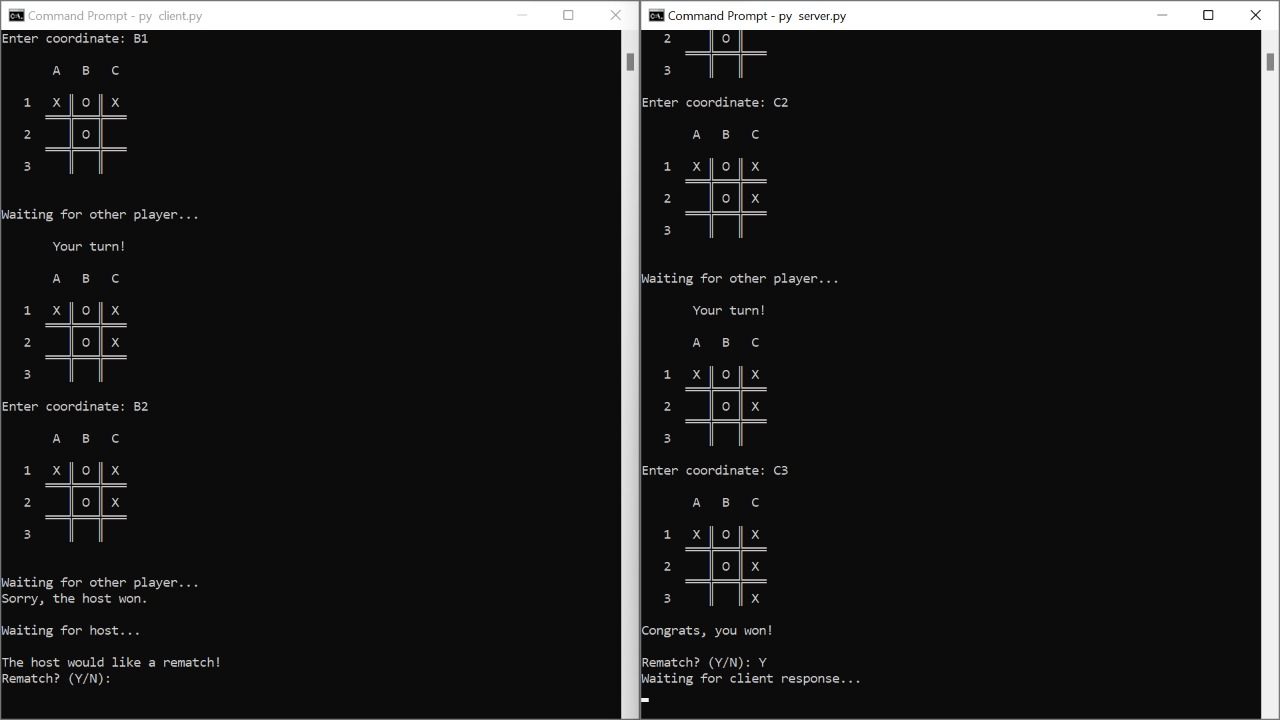 Command Prompt - py  client.py
Enter coordinate: B1
A B C
1 X O X
2 O
3
Waiting for other player...
Your turn!
A B C
1 X O X
2 O X
3
Enter coordinate: B2
A B C
1 X O X
2 O X
3
Waiting for other player...
Sorry, the host won.
Waiting for host...
The host would like a rematch!
Rematch? (Y/N):
Command Prompt - py  server.py
2 O
3
Enter coordinate: C2
A B C
1 X O X
2 O X
3
Waiting for other player...
Your turn!
A B C
1 X O X
2 O X
3
Enter coordinate: C3
A B C
1 X O X
2 O X
3 X
Congrats, you won!
Rematch? (Y/N): Y
Waiting for client response...